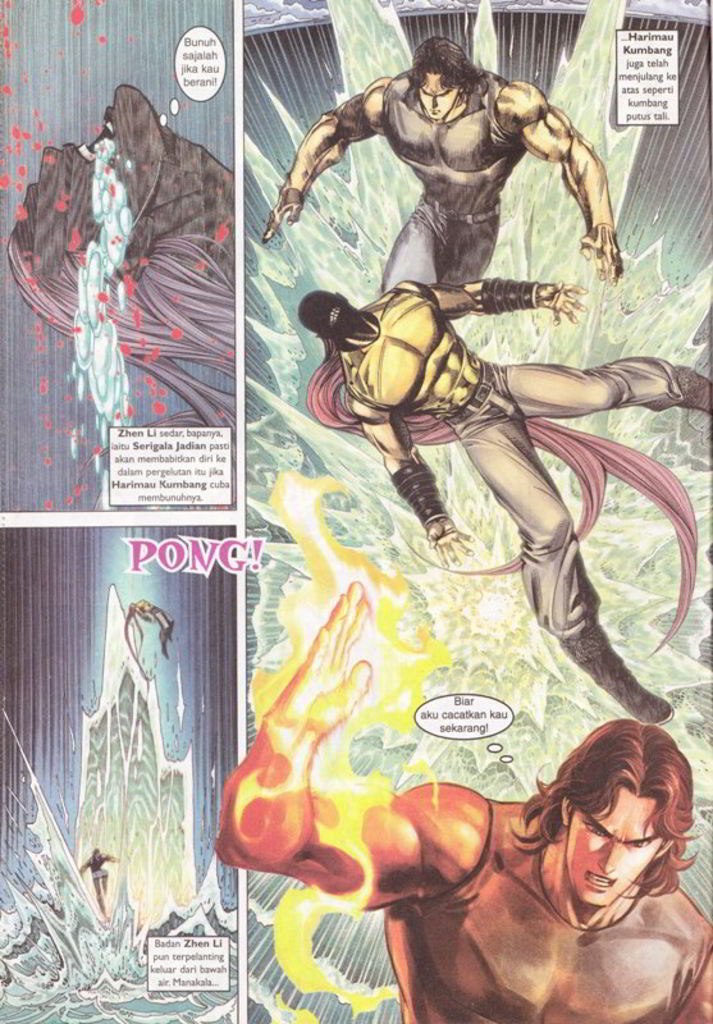 Bunuh
sajalah
jika kau
berani!
Zhen Li sedar, bapanya,
iaitu Serigala Jadian pasti
akan membabitkan diri ke
dalam pergelutan itu jika
Harimau Kumbang cuba
membunuhnya.
PONG!
Badan Zhen Li
pun terpelanting
keluar dari bawah
air. Manakala...
...Harimau
Kumbang
juga telah
menjulang ke
atas seperti
kumbang
putus tali.
Biar
aku cacatkan kau
sekarang!